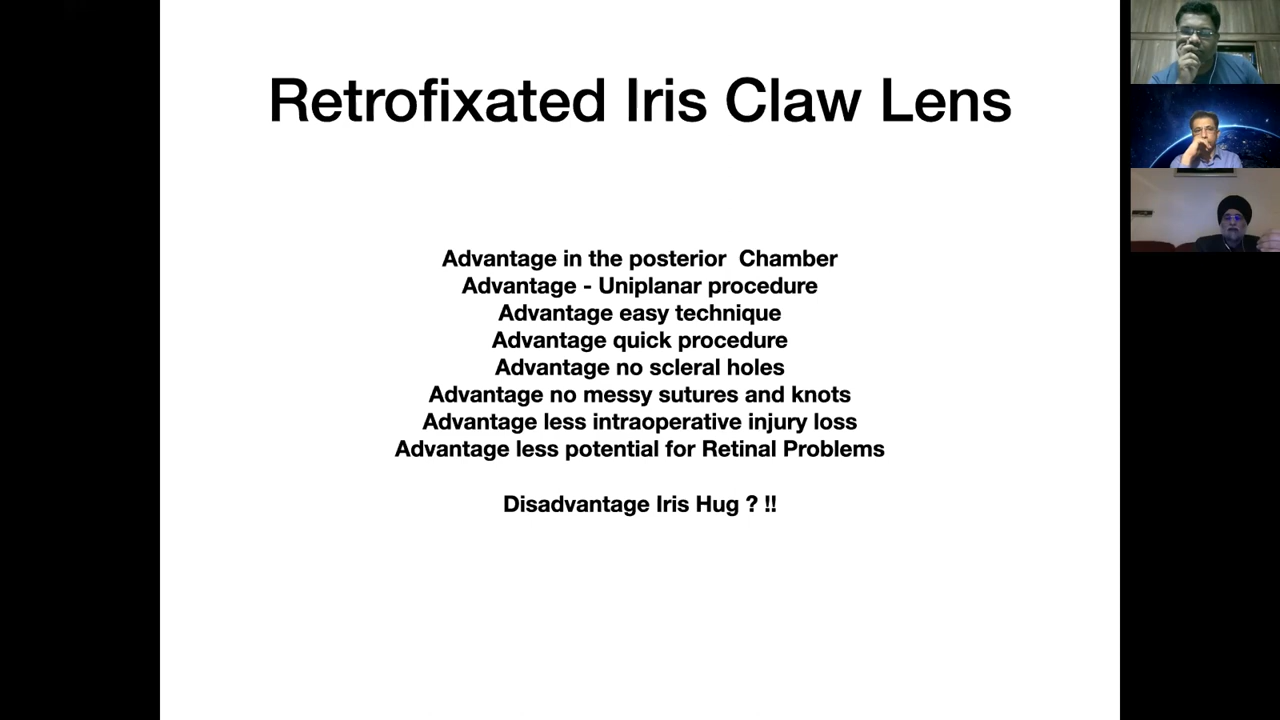 Retrofixated Iris Claw Lens
Advantage in the posterior  Chamber
Advantage - Uniplanar procedure
Advantage easy technique
Advantage quick procedure
Advantage no scleral holes
Advantage no messy sutures and knots
Advantage less intraoperative injury loss
Advantage less potential for Retinal Problems
Disadvantage Iris Hug ? !!